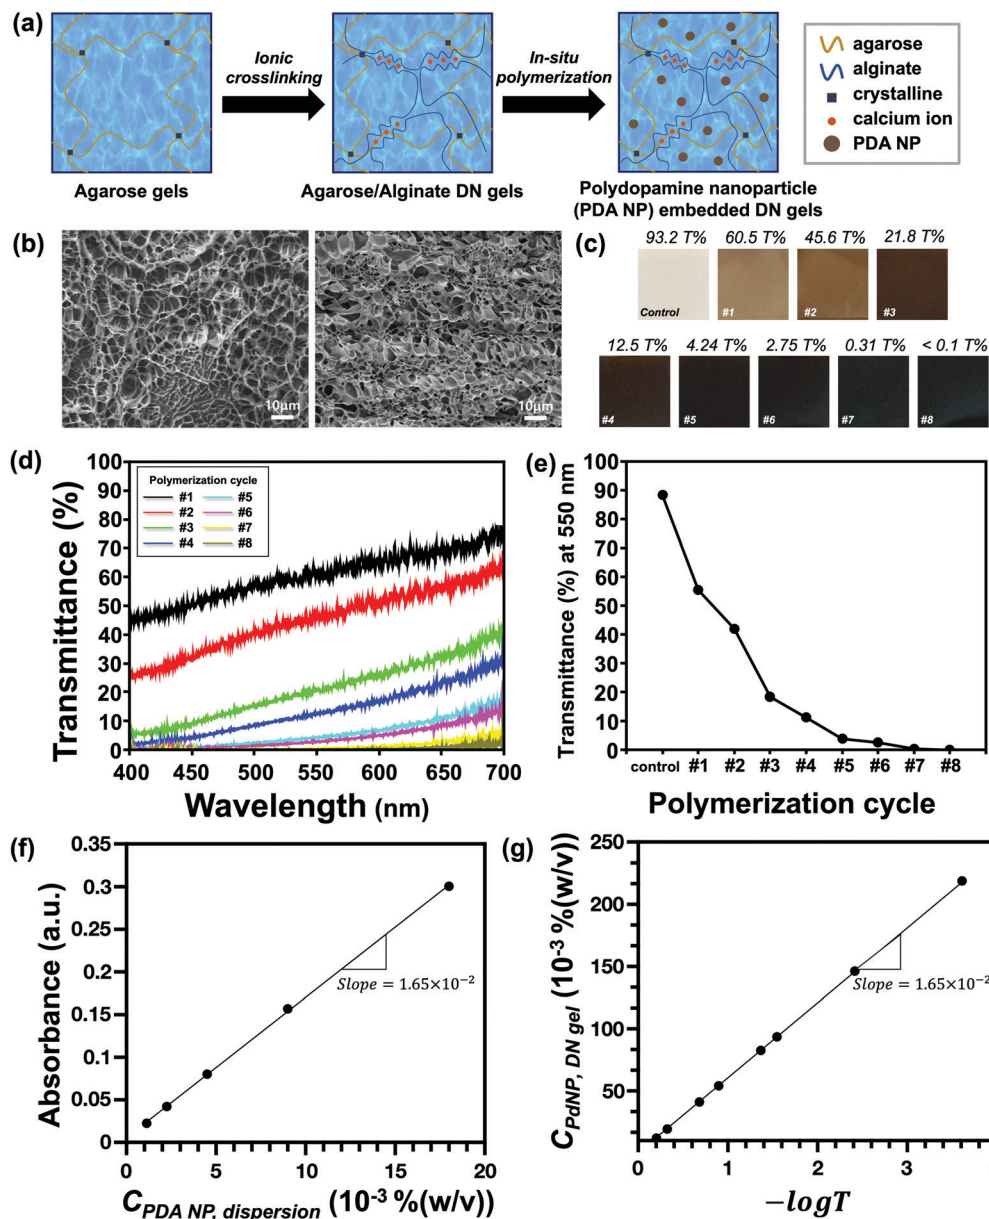 (a)
Ionic
crosslinking
In-situ
polymerization
Agarose gels
Agarose/Alginate DN gels
Polydopamine nanoparticle
(PDA NP) embedded DN gels
agarose
alginate
crystalline
calcium ion
PDA NP
(b)
10μm
10μm
(c)
93.2 T% 60.5 T% 45.6 T% 21.8 T%
Control #1 #2 #3
12.5 T% 4.24 T% 2.75 T% 0.31 T% < 0.1 T%
#4 #5 #6 #7 #8
(d)
Transmittance (%)
100
90
80
70
60
50
40
30
20
10
0
Polymerization cycle
#1 #5
#2 #6
#3 #7
#4 #8
400 450 500 550 600 650 700
Wavelength (nm)
(e)
Transmittance (%) at 550 nm
100
90
80
70
60
50
40
30
20
10
0
control #1 #2 #3 #4 #5 #6 #7 #8
Polymerization cycle
(f)
Absorbance (a.u.)
0.35
0.3
0.25
0.2
0.15
0.1
0.05
0
Slope = 1.65×10⁻²
0 5 10 15 20
C PDA NP, dispersion (10⁻³ %(w/v))
(g)
C PdNP, DN gel (10⁻³ %(w/v))
250
200
150
100
50
Slope = 1.65×10⁻²
0 1 2 3
−logT